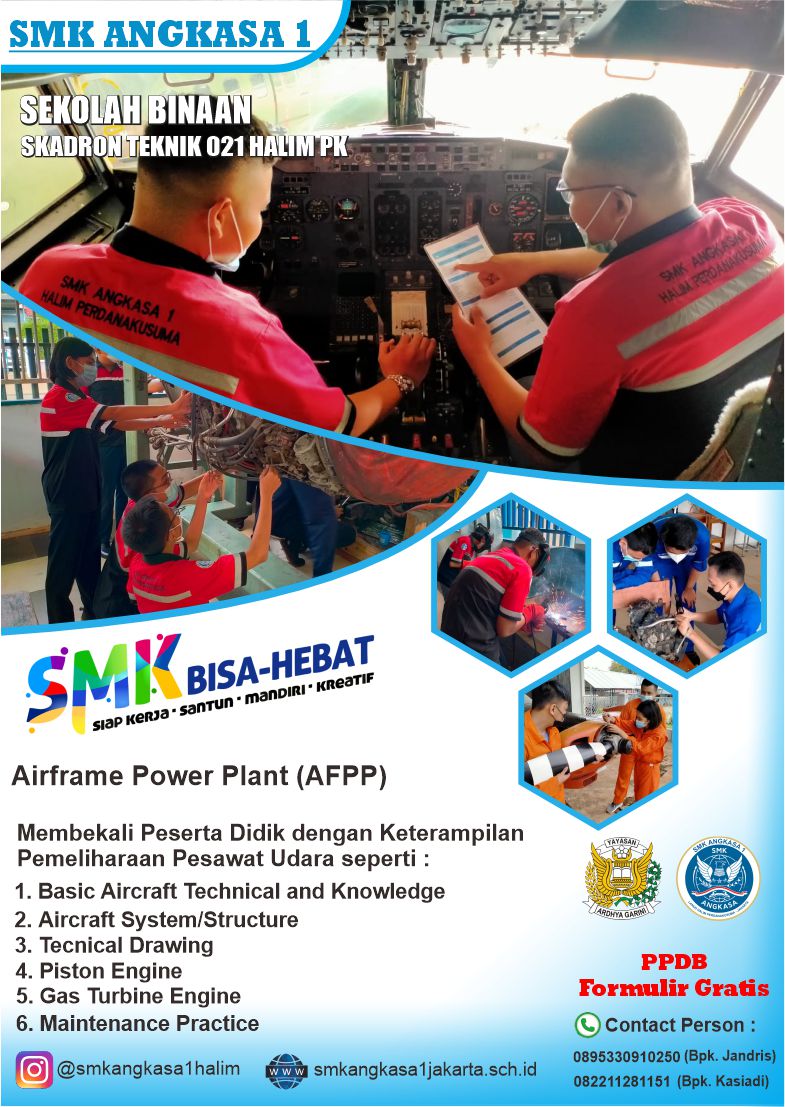 SMK ANGKASA 1
SEKOLAH BINAAN
SKADRON TEKNIK 021 HALIM PK
SMK ANGKASA 1
HALIM PERDANAKUSUMA
SMK ANGKASA 1
HALIM PERDANAKUSUMA
SMK BISA-HEBAT
SIAP KERJA • SANTUN • MANDIRI • KREATIF
Airframe Power Plant (AFPP)
Membekali Peserta Didik dengan Keterampilan
Pemeliharaan Pesawat Udara seperti :
1. Basic Aircraft Technical and Knowledge
2. Aircraft System/Structure
3. Tecnical Drawing
4. Piston Engine
5. Gas Turbine Engine
6. Maintenance Practice
YAYASAN
ARDHYA GARINI
SMK ANGKASA 1
SMK
ANGKASA
PPDB
Formulir Gratis
Contact Person :
0895330910250 (Bpk. Jandris)
082211281151 (Bpk. Kasiadi)
@smkangkasa1halim
smkangkasa1jakarta.sch.id